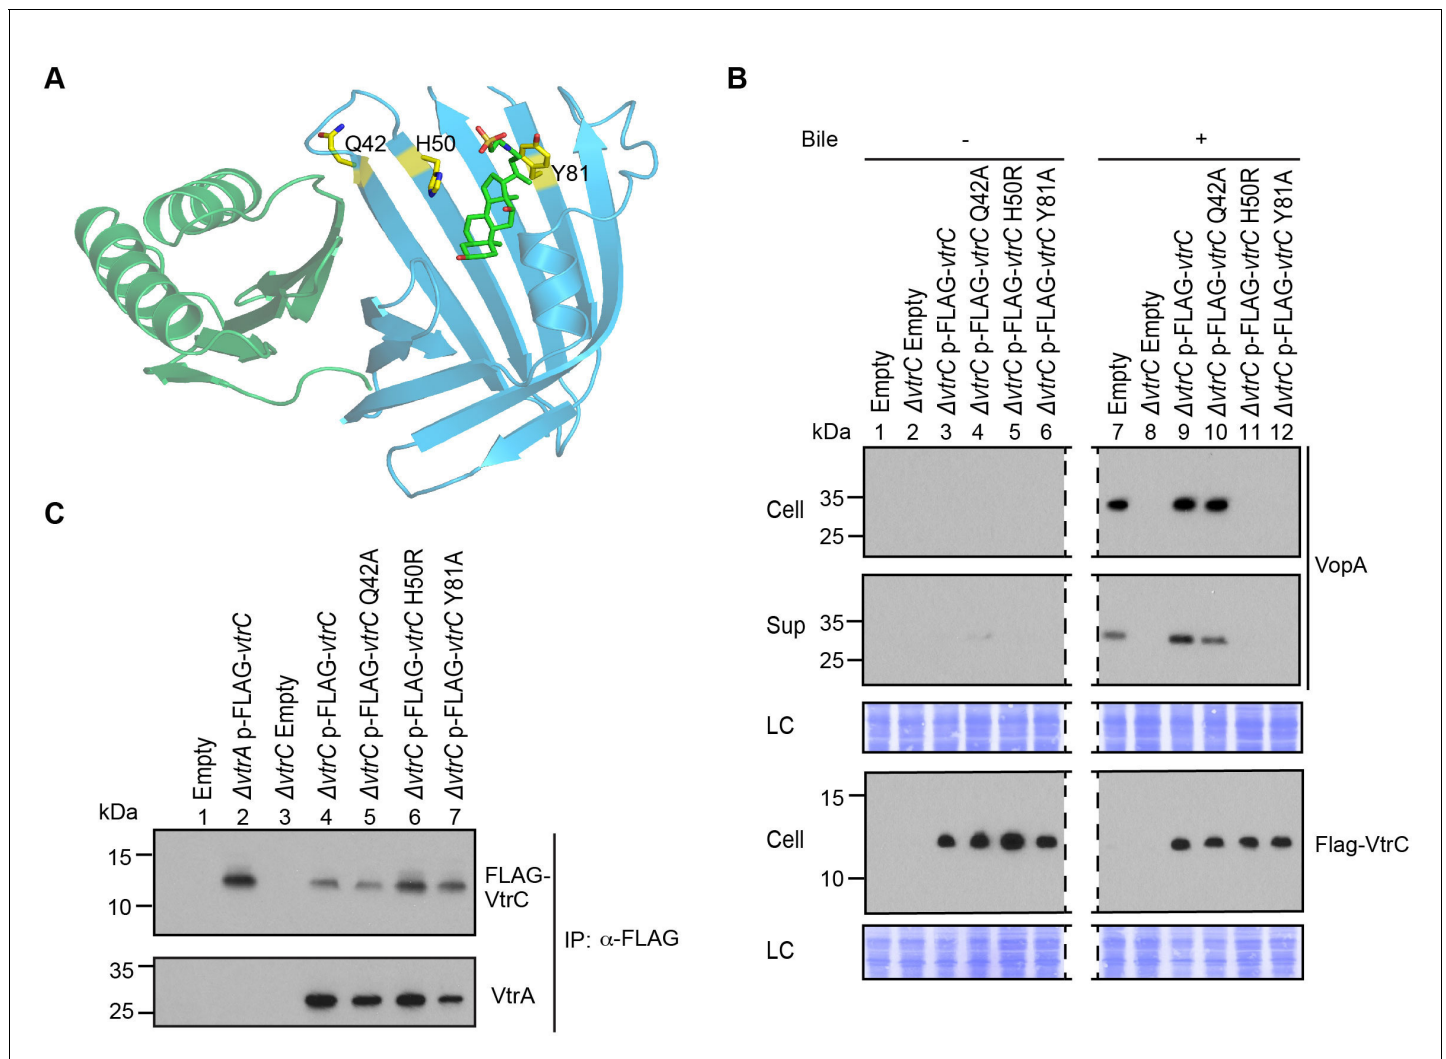 A
Q42
H50
Y81
B
Bile
-
+
Empty
ΔvtrC Empty
ΔvtrC p-FLAG-vtrC
ΔvtrC p-FLAG-vtrC Q42A
ΔvtrC p-FLAG-vtrC H50R
ΔvtrC p-FLAG-vtrC Y81A
Empty
ΔvtrC Empty
ΔvtrC p-FLAG-vtrC
ΔvtrC p-FLAG-vtrC Q42A
ΔvtrC p-FLAG-vtrC H50R
ΔvtrC p-FLAG-vtrC Y81A
kDa 1 2 3 4 5 6 7 8 9 10 11 12
Cell
35
25
VopA
Sup
35
25
LC
15
Cell
10
Flag-VtrC
LC
C
Empty
ΔvtrA p-FLAG-vtrC
ΔvtrC Empty
ΔvtrC p-FLAG-vtrC
ΔvtrC p-FLAG-vtrC Q42A
ΔvtrC p-FLAG-vtrC H50R
ΔvtrC p-FLAG-vtrC Y81A
kDa 1 2 3 4 5 6 7
15
10
FLAG-
VtrC
IP: α-FLAG
35
25
VtrA